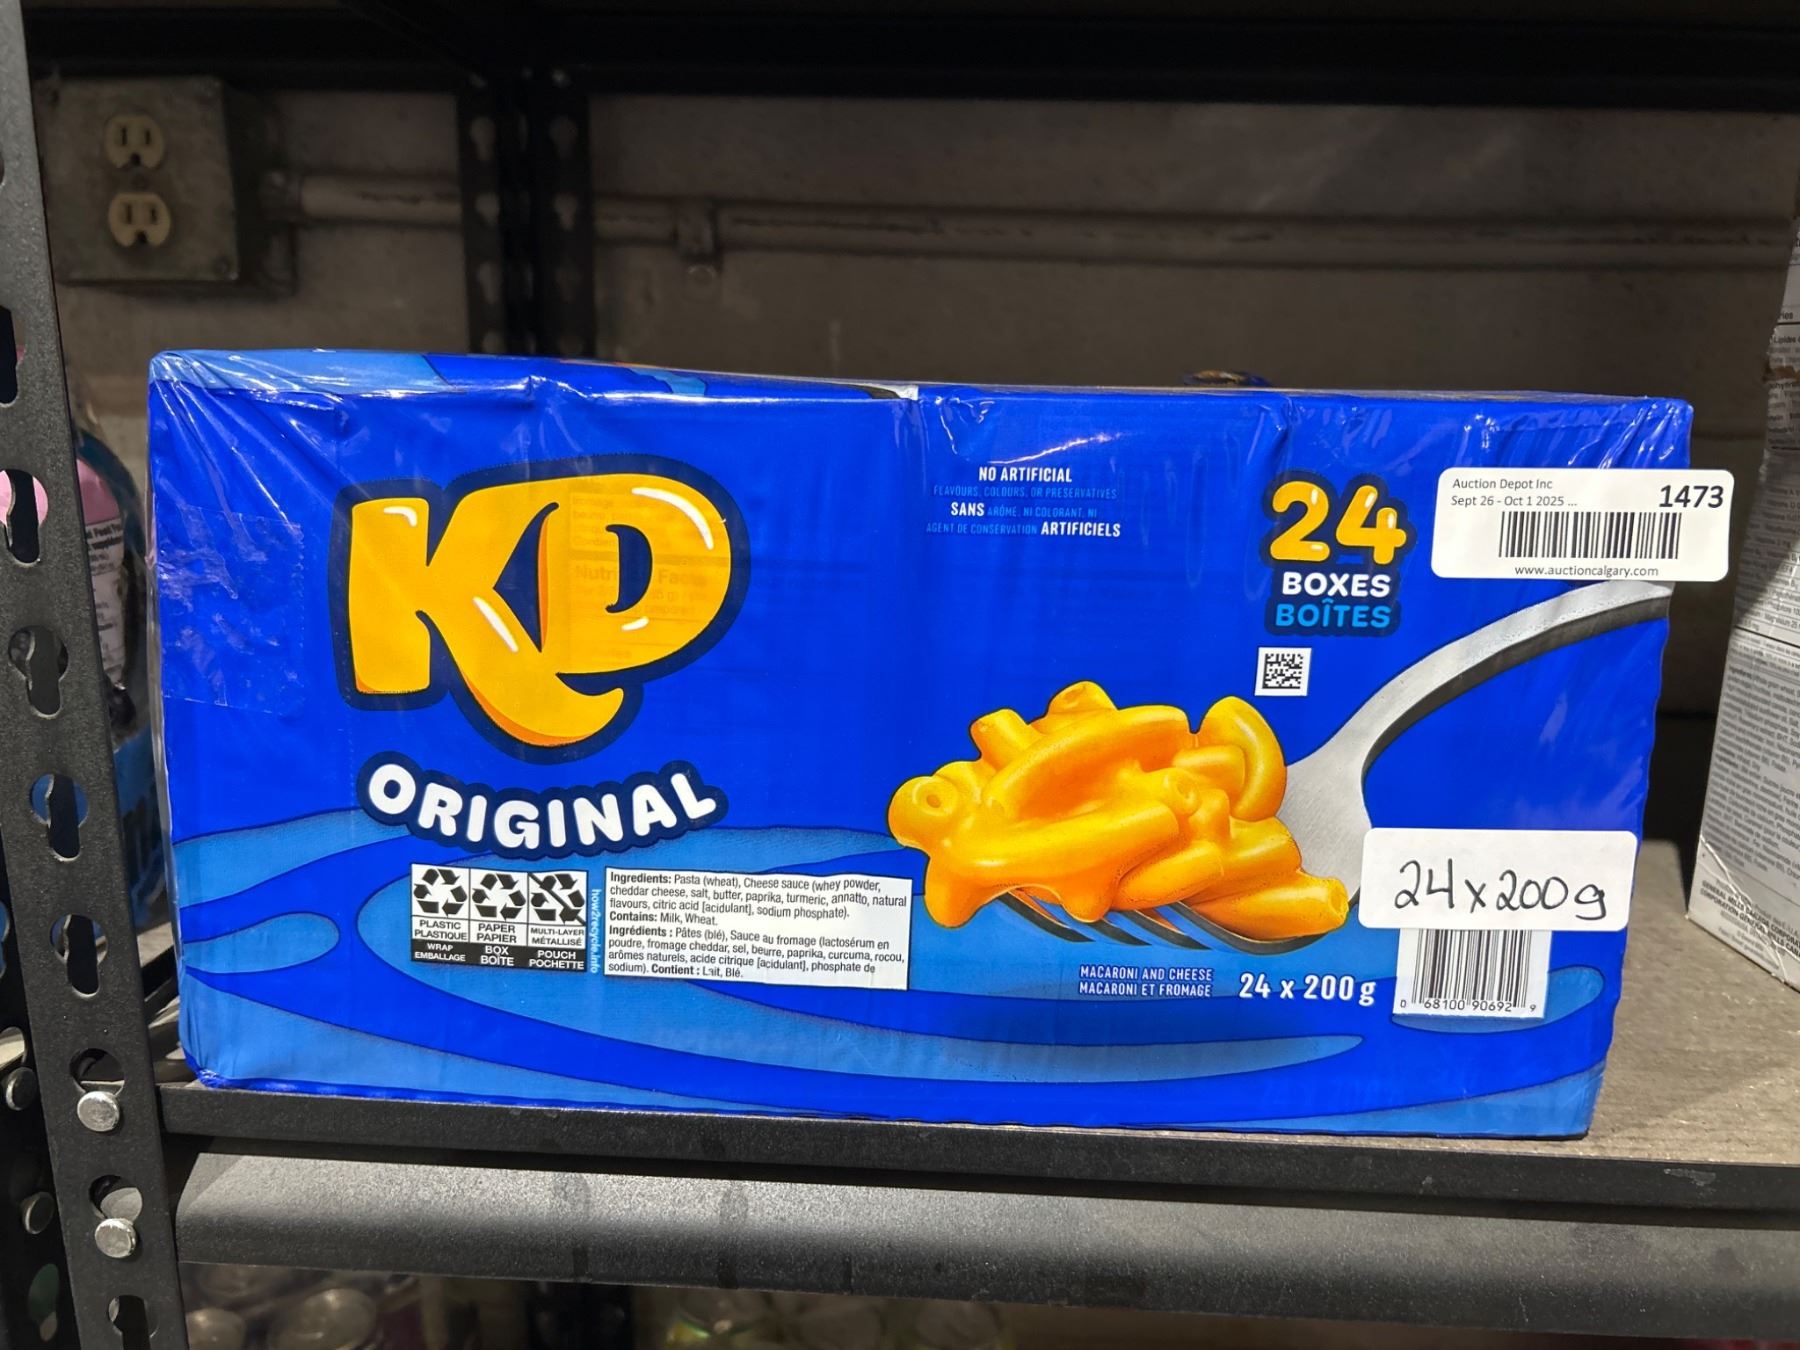 KD
ORIGINAL
NO ARTIFICIAL
FLAVOURS, COLOURS, OR PRESERVATIVES
SANS ARÔME, NI COLORANT, NI
AGENT DE CONSERVATION ARTIFICIELS
24
BOXES
BOÎTES
Auction Depot Inc
Sept 26 - Oct 1 2025 ...
1473
www.auctioncalgary.com
PLASTIC
PLASTIQUE
WRAP
EMBALLAGE
PAPER
PAPIER
BOX
BOÎTE
MULTI-LAYER
MÉTALLISÉ
POUCH
POCHETTE
how2recycle.info
Ingredients: Pasta (wheat), Cheese sauce (whey powder,
cheddar cheese, salt, butter, paprika, turmeric, annatto, natural
flavours, citric acid [acidulant], sodium phosphate).
Contains: Milk, Wheat.
Ingrédients : Pâtes (blé), Sauce au fromage (lactosérum en
poudre, fromage cheddar, sel, beurre, paprika, curcuma, rocou,
arômes naturels, acide citrique [acidulant], phosphate de
sodium). Contient : Lait, Blé.
MACARONI AND CHEESE
MACARONI ET FROMAGE
24 x 200 g
24x200g
0 68100 90692 9